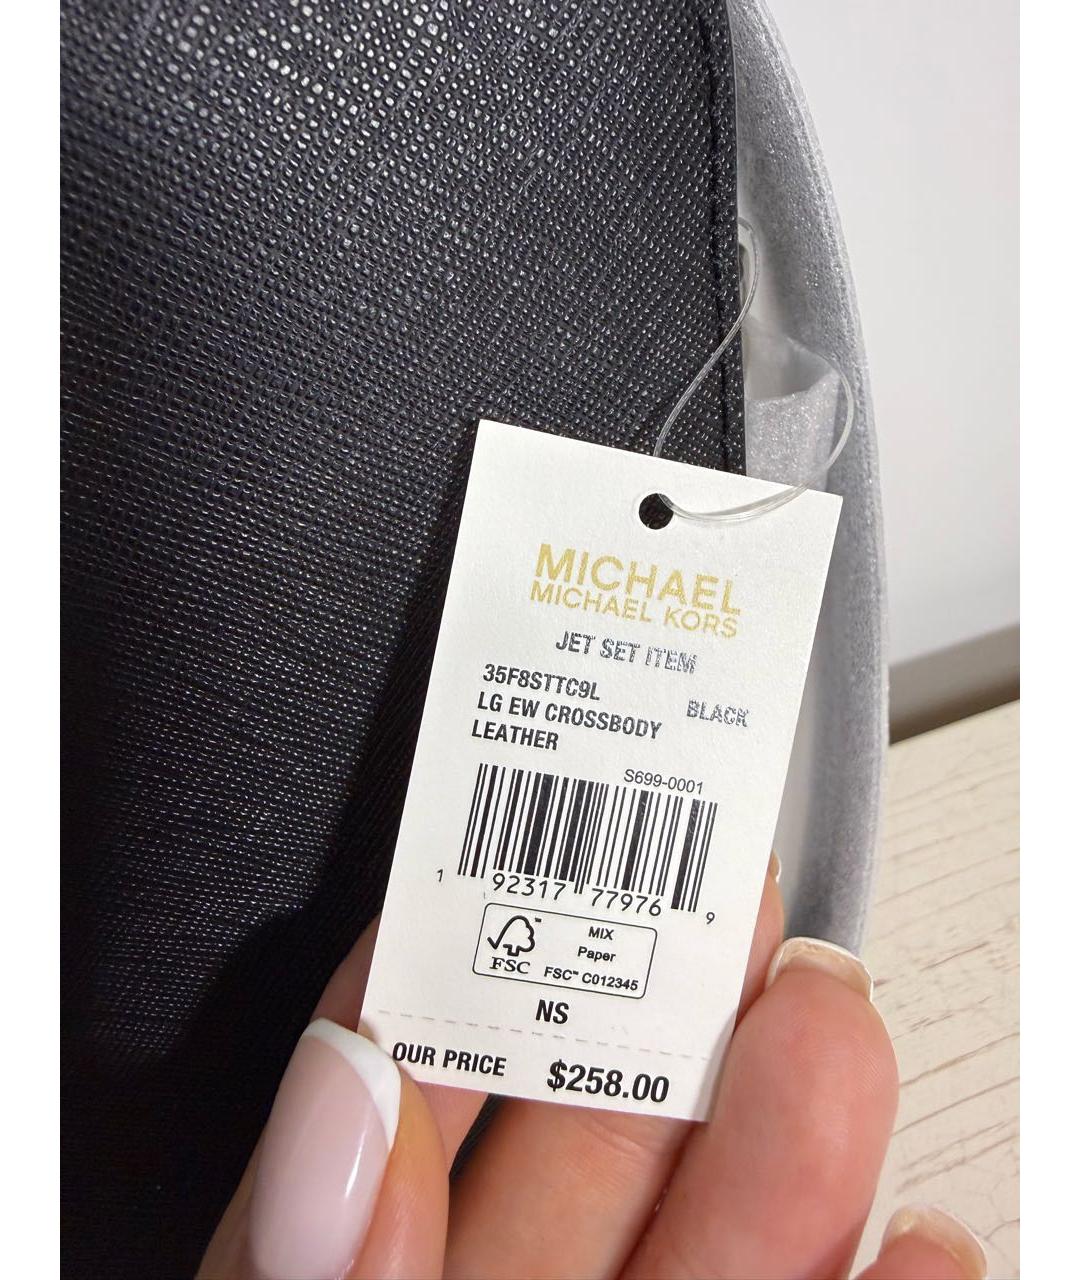 MICHAEL
MICHAEL KORS
JET SET ITEM
35F8STTC9L
LG EW CROSSBODY BLACK
LEATHER
S699-0001
1 92317 77976 9
FSC™
MIX
Paper
FSC™ C012345
NS
OUR PRICE $258.00